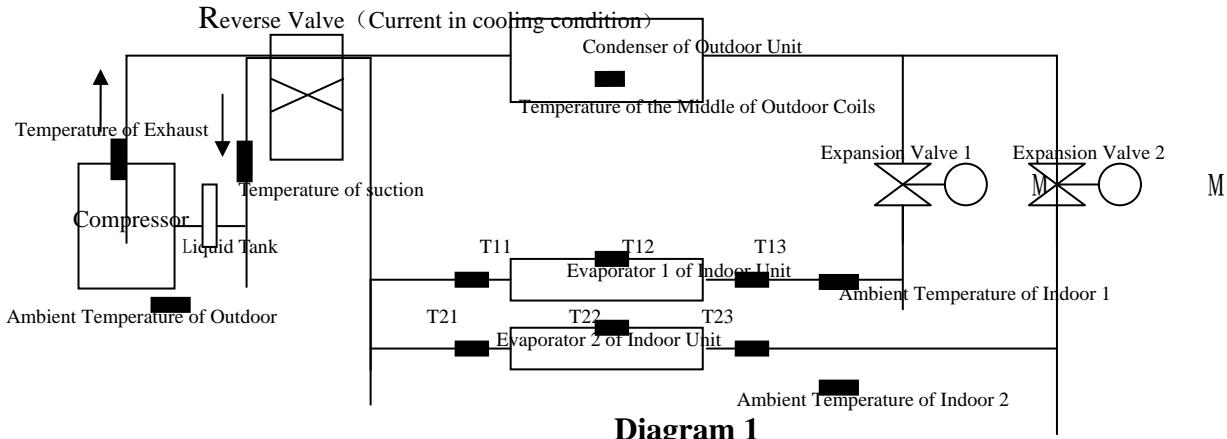 Reverse Valve（Current in cooling condition）
Condenser of Outdoor Unit
Temperature of the Middle of Outdoor Coils
Temperature of Exhaust
Expansion Valve 1
Expansion Valve 2
Temperature of suction
M
M
Compressor
Liquid Tank
T11
T12
T13
Evaporator 1 of Indoor Unit
Ambient Temperature of Indoor 1
Ambient Temperature of Outdoor
T21
T22
T23
Evaporator 2 of Indoor Unit
Ambient Temperature of Indoor 2
Diagram 1